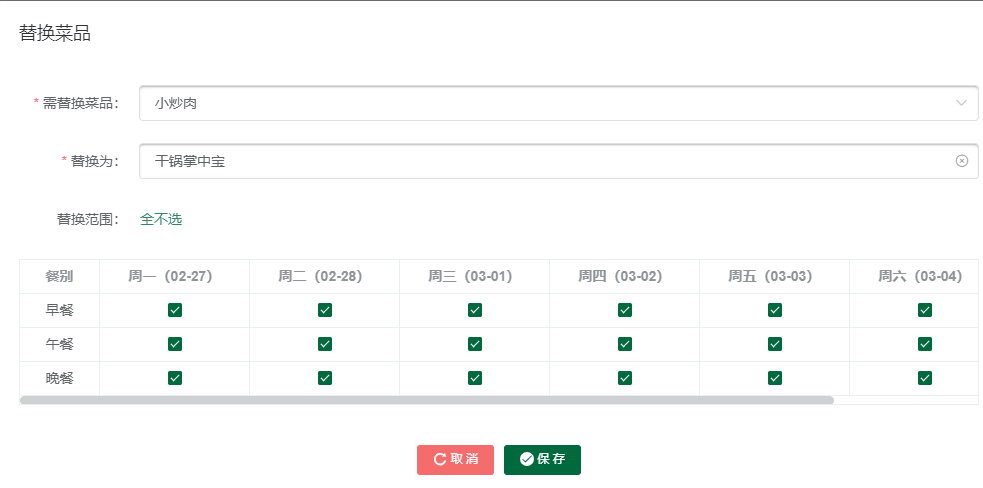 替换菜品
* 需替换菜品： 小炒肉
* 替换为： 干锅掌中宝
替换范围： 全不选
餐别 周一（02-27） 周二（02-28） 周三（03-01） 周四（03-02） 周五（03-03） 周六（03-04）
早餐
午餐
晚餐
取消 保存